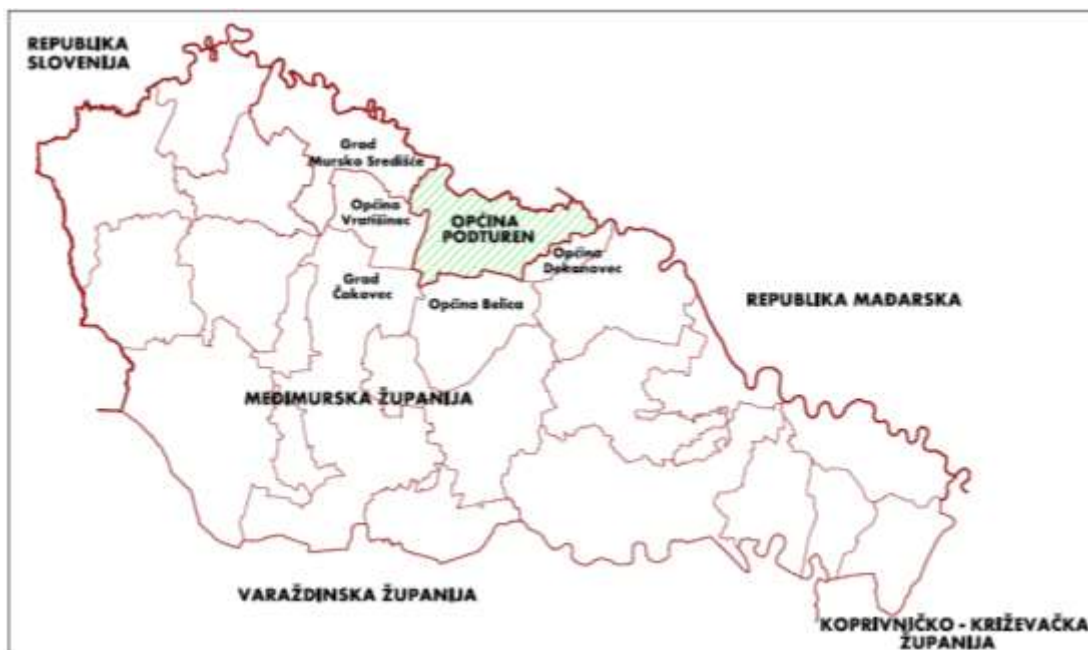 REPUBLIKA
SLOVENIJA
Grad
Mursko Središće
Općina
Vratišinec
OPĆINA
PODTUREN
Općina
Dekanovec
Grad
Čakovec
Općina Belica
REPUBLIKA MAĐARSKA
MEĐIMURSKA ŽUPANIJA
VARAŽDINSKA ŽUPANIJA
KOPRIVNIČKO - KRIŽEVAČKA
ŽUPANIJA